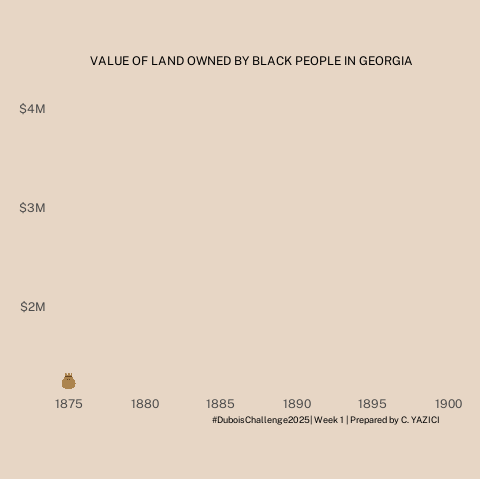 VALUE OF LAND OWNED BY BLACK PEOPLE IN GEORGIA
$4M
$3M
$2M
1875 1880 1885 1890 1895 1900
#DuboisChallenge2025| Week 1 | Prepared by C. YAZICI